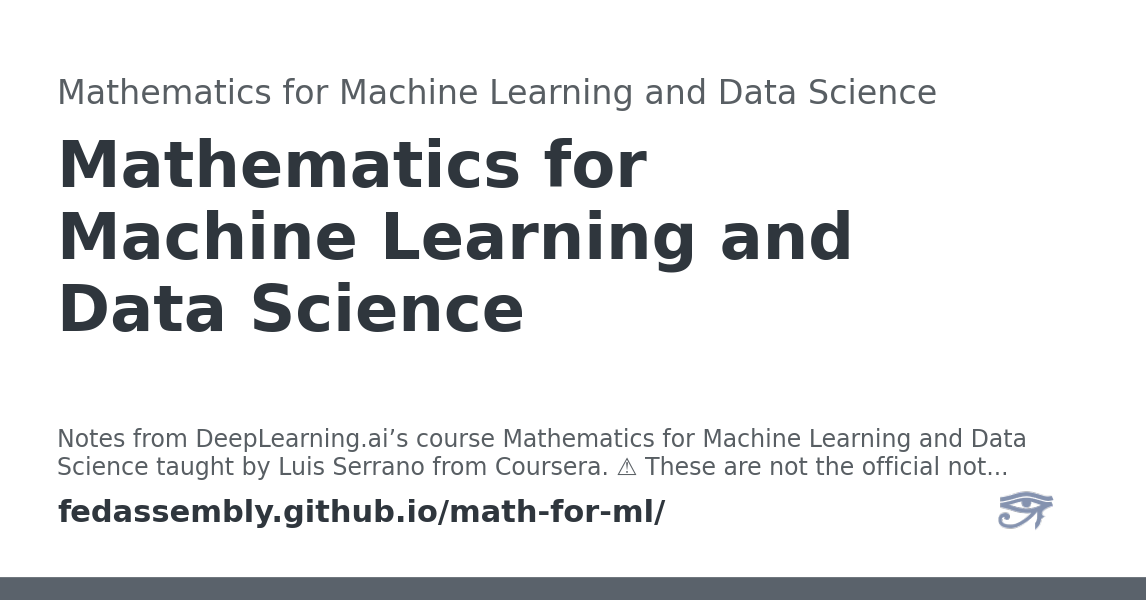 Mathematics for Machine Learning and Data Science
Mathematics for
Machine Learning and
Data Science
Notes from DeepLearning.ai’s course Mathematics for Machine Learning and Data
Science taught by Luis Serrano from Coursera. ⚠ These are not the official not...
fedassembly.github.io/math-for-ml/